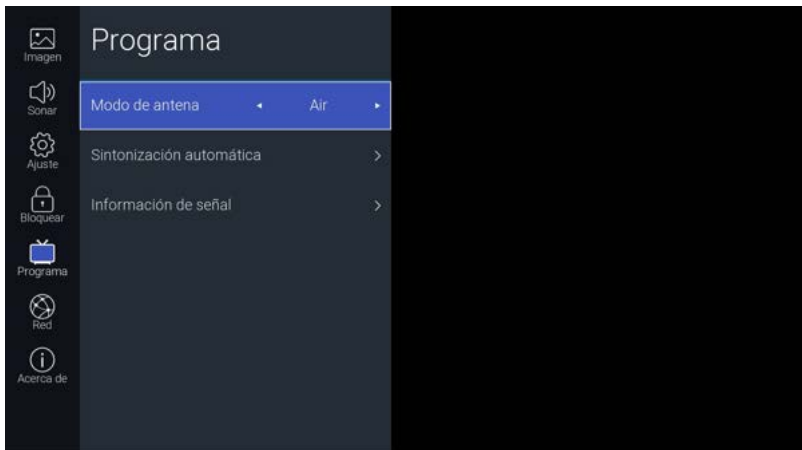 Imagen
Sonar
Ajuste
Bloquear
Programa
Red
Acerca de
Programa
Modo de antena Air
Sintonización automática
Información de señal